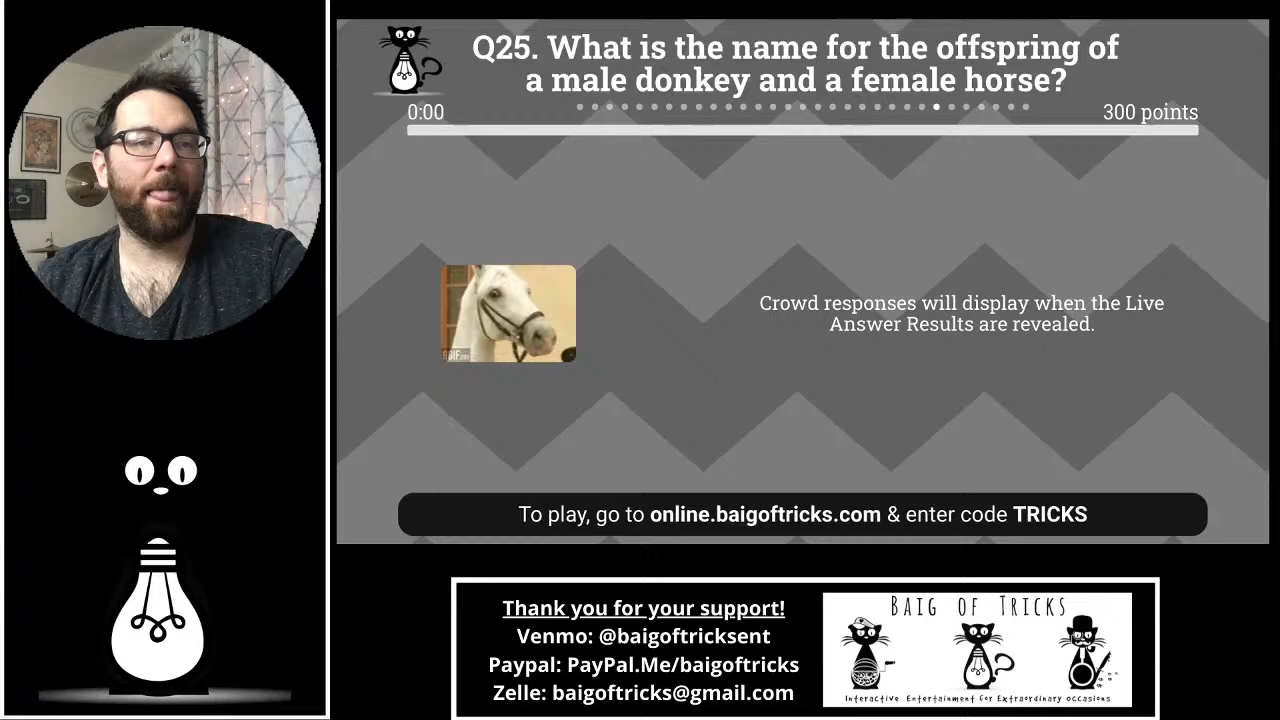 Q25. What is the name for the offspring of
a male donkey and a female horse?
0:00
300 points
Crowd responses will display when the Live
Answer Results are revealed.
9GIF.com
To play, go to online.baigoftricks.com & enter code TRICKS
Thank you for your support!
Venmo: @baigoftricksent
Paypal: PayPal.Me/baigoftricks
Zelle: baigoftricks@gmail.com
BAIG OF TRICKS
Interactive Entertainment for Extraordinary occasions